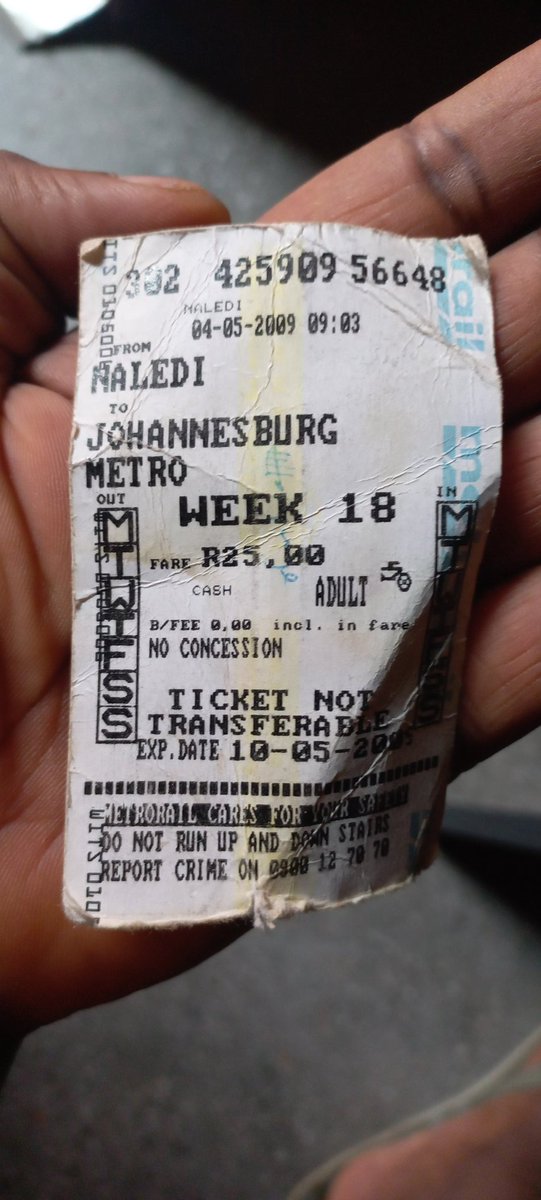 302 425909 56648
MALEDI
04-05-2009 09:03
FROM
NALEDI
TO
JOHANNESBURG
METRO
OUT
IN
WEEK 18
M
T
W
T
F
S
S
M
T
W
T
F
S
S
FARE R25,00
CASH
ADULT
B/FEE 0,00 incl. in fare
NO CONCESSION
TICKET NOT
TRANSFERABLE
EXP.DATE 10-05-2009
METRORAIL CARES FOR YOUR SAFETY
DO NOT RUN UP AND DOWN STAIRS
REPORT CRIME ON 0800 12 70 70
rail